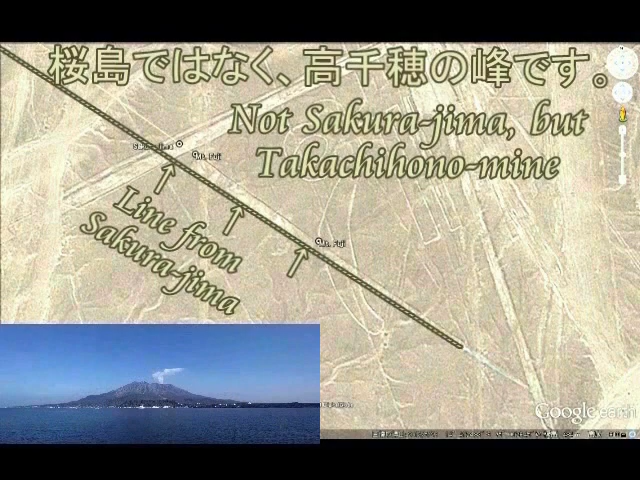 桜島ではなく、高千穂の峰です。
Not Sakura-jima, but
Takachihono-mine
Mt. Fuji
Line from
Sakura-jima
Mt. Fuji
Google earth